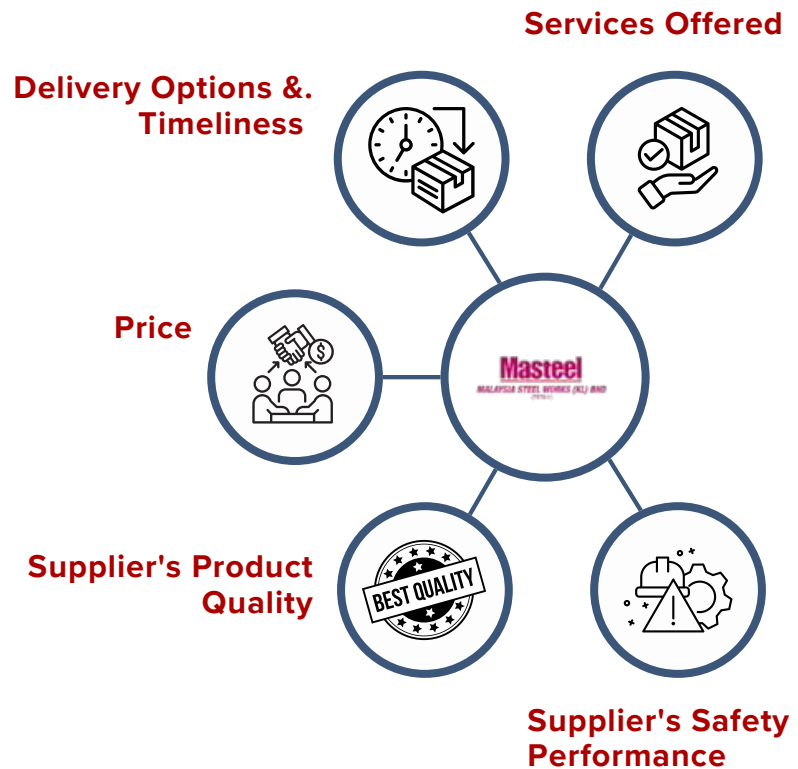 Services Offered
Delivery Options &.
Timeliness
Price
$
Masteel
MALAYSIA STEEL WORKS (KL) BHD
Supplier's Product
Quality
BEST QUALITY
Supplier's Safety
Performance